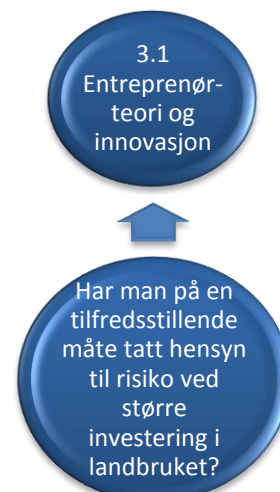 3.1
Entreprenør-
teori og
innovasjon
Har man på en
tilfredsstillende
måte tatt hensyn
til risiko ved
større
investering i
landbruket?